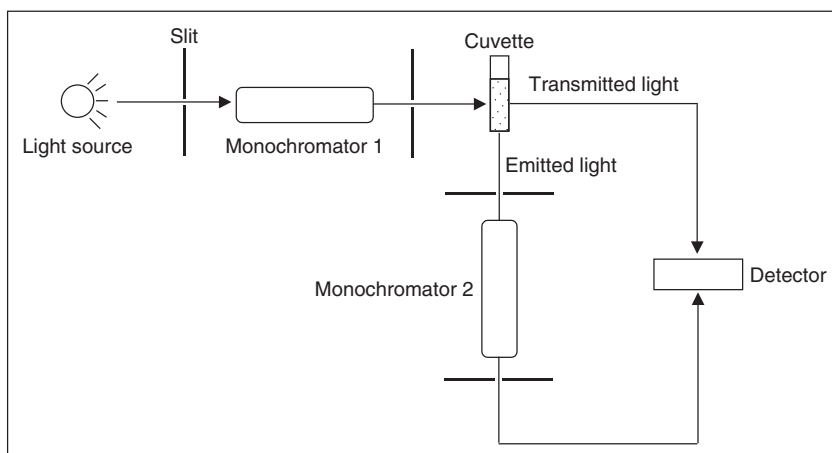 Slit
Cuvette
Transmitted light
Light source
Monochromator 1
Emitted light
Monochromator 2
Detector